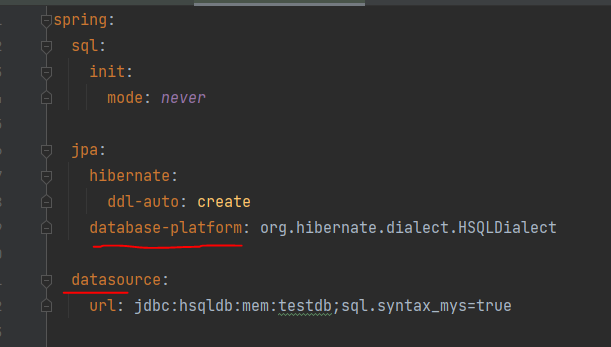 spring:
  sql:
    init:
      mode: never
  jpa:
    hibernate:
      ddl-auto: create
    database-platform: org.hibernate.dialect.HSQLDialect
  datasource:
    url: jdbc:hsqldb:mem:testdb;sql.syntax_mys=true